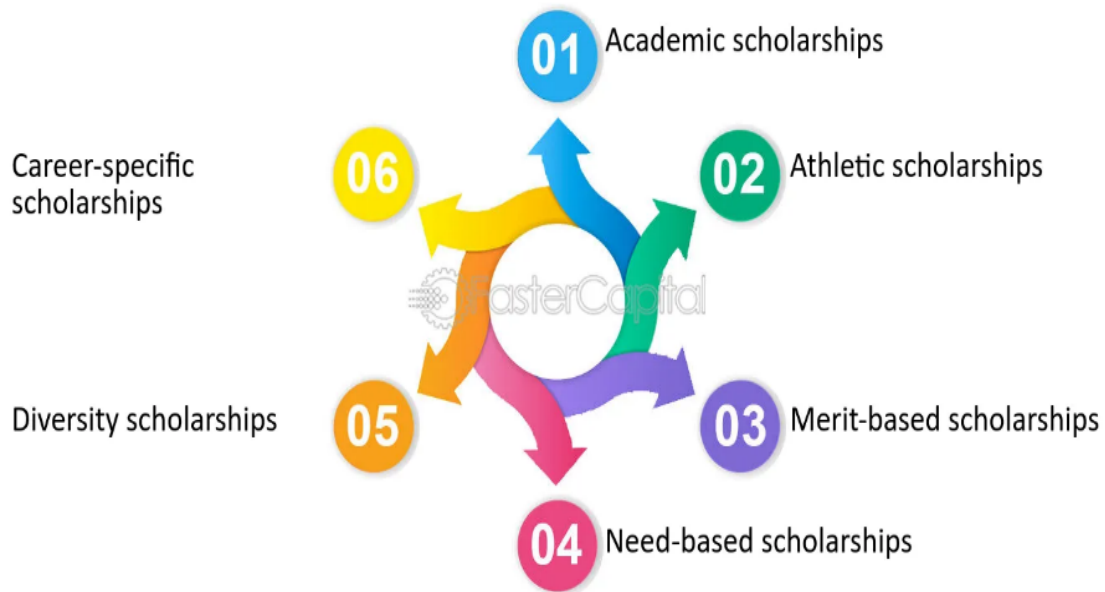 01
Academic scholarships
02
Athletic scholarships
03
Merit-based scholarships
04
Need-based scholarships
05
Diversity scholarships
06
Career-specific
scholarships
FasterCapital